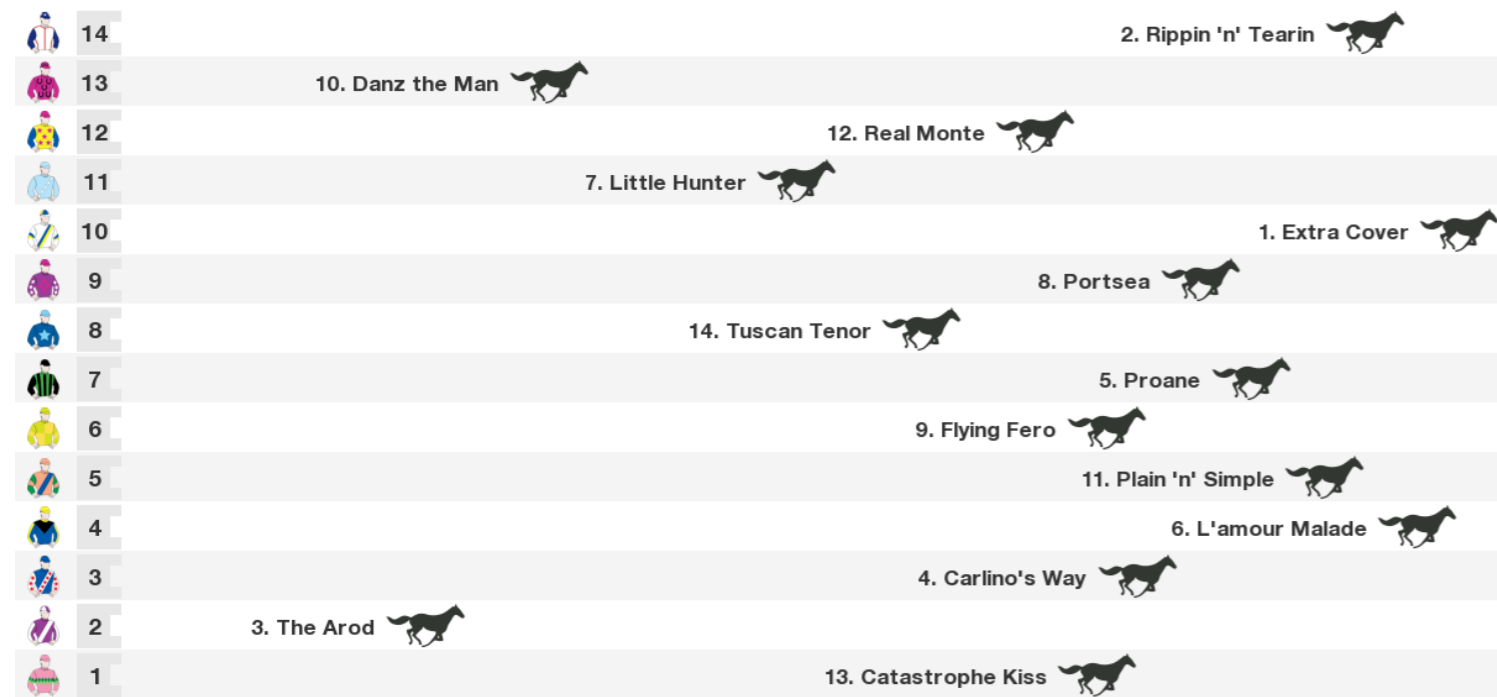 14 2. Rippin 'n' Tearin
13 10. Danz the Man
12 12. Real Monte
11 7. Little Hunter
10 1. Extra Cover
9 8. Portsea
8 14. Tuscan Tenor
7 5. Proane
6 9. Flying Fero
5 11. Plain 'n' Simple
4 6. L'amour Malade
3 4. Carlino's Way
2 3. The Arod
1 13. Catastrophe Kiss